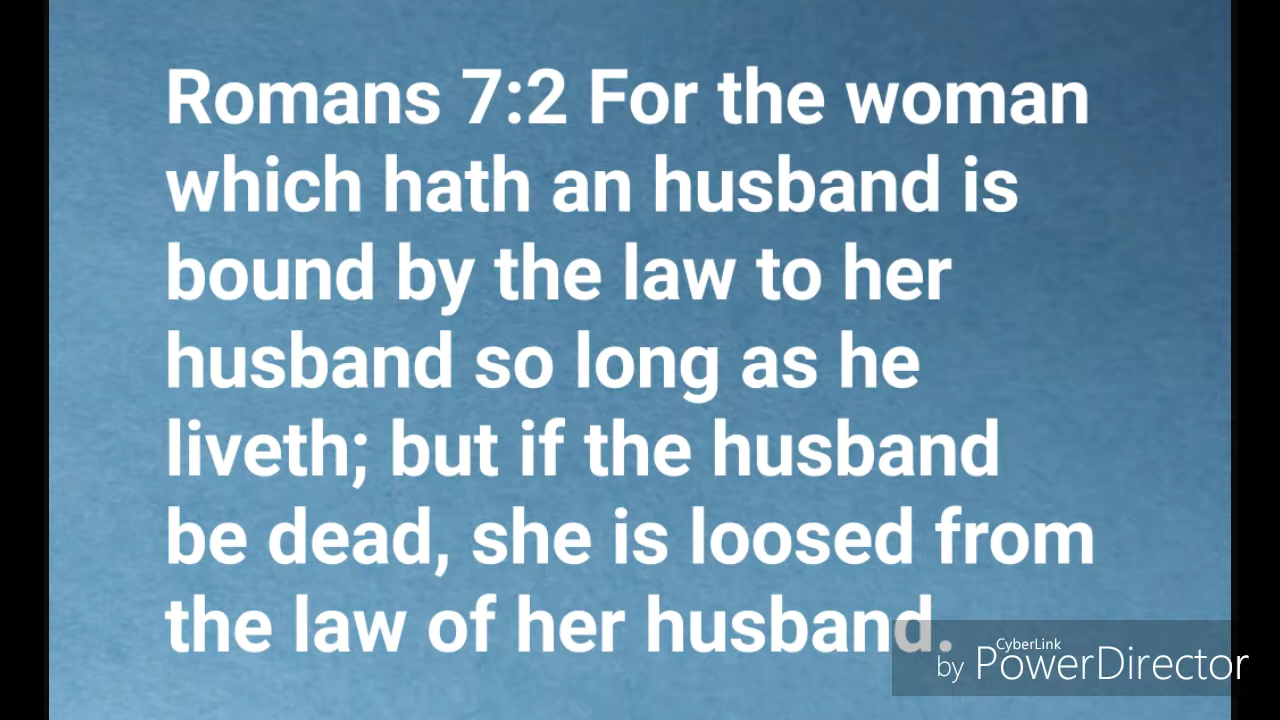 Romans 7:2 For the woman
which hath an husband is
bound by the law to her
husband so long as he
liveth; but if the husband
be dead, she is loosed from
the law of her husband.
CyberLink
by PowerDirector